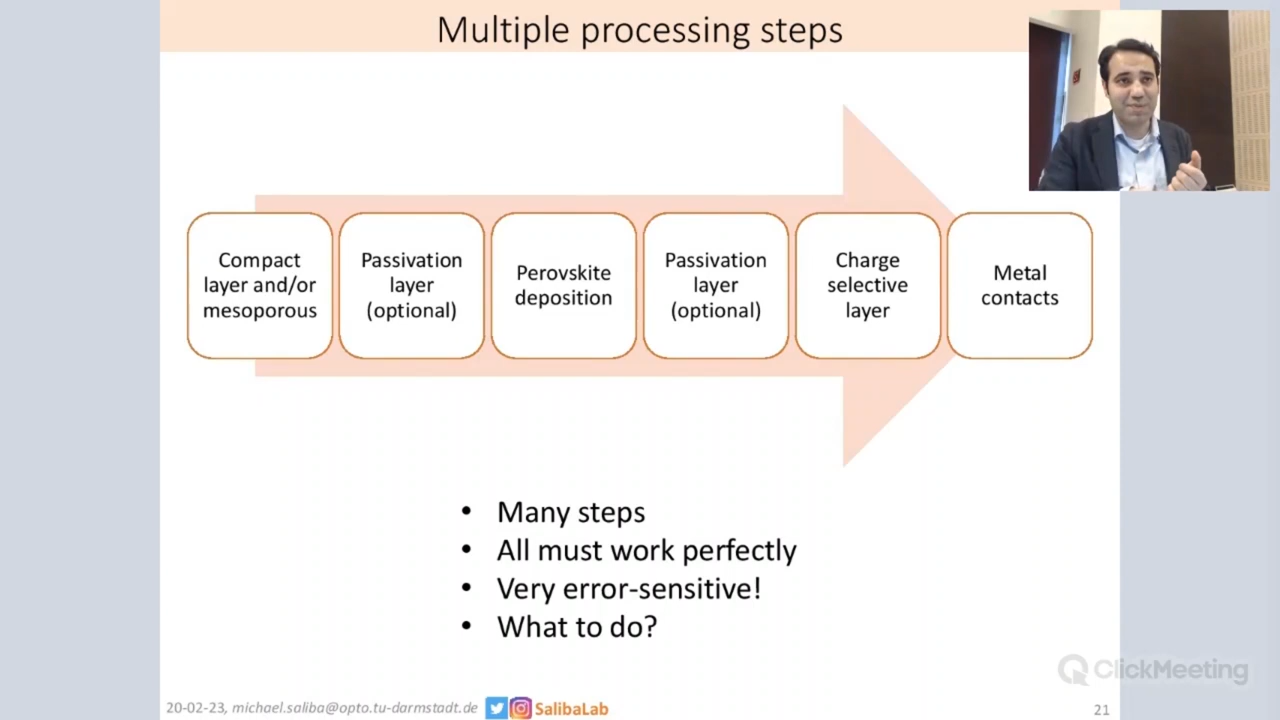 Multiple processing steps
Compact
layer and/or
mesoporous
Passivation
layer
(optional)
Perovskite
deposition
Passivation
layer
(optional)
Charge
selective
layer
Metal
contacts
• Many steps
• All must work perfectly
• Very error-sensitive!
• What to do?
20-02-23, michael.saliba@opto.tu-darmstadt.de SalibaLab
21
ClickMeeting